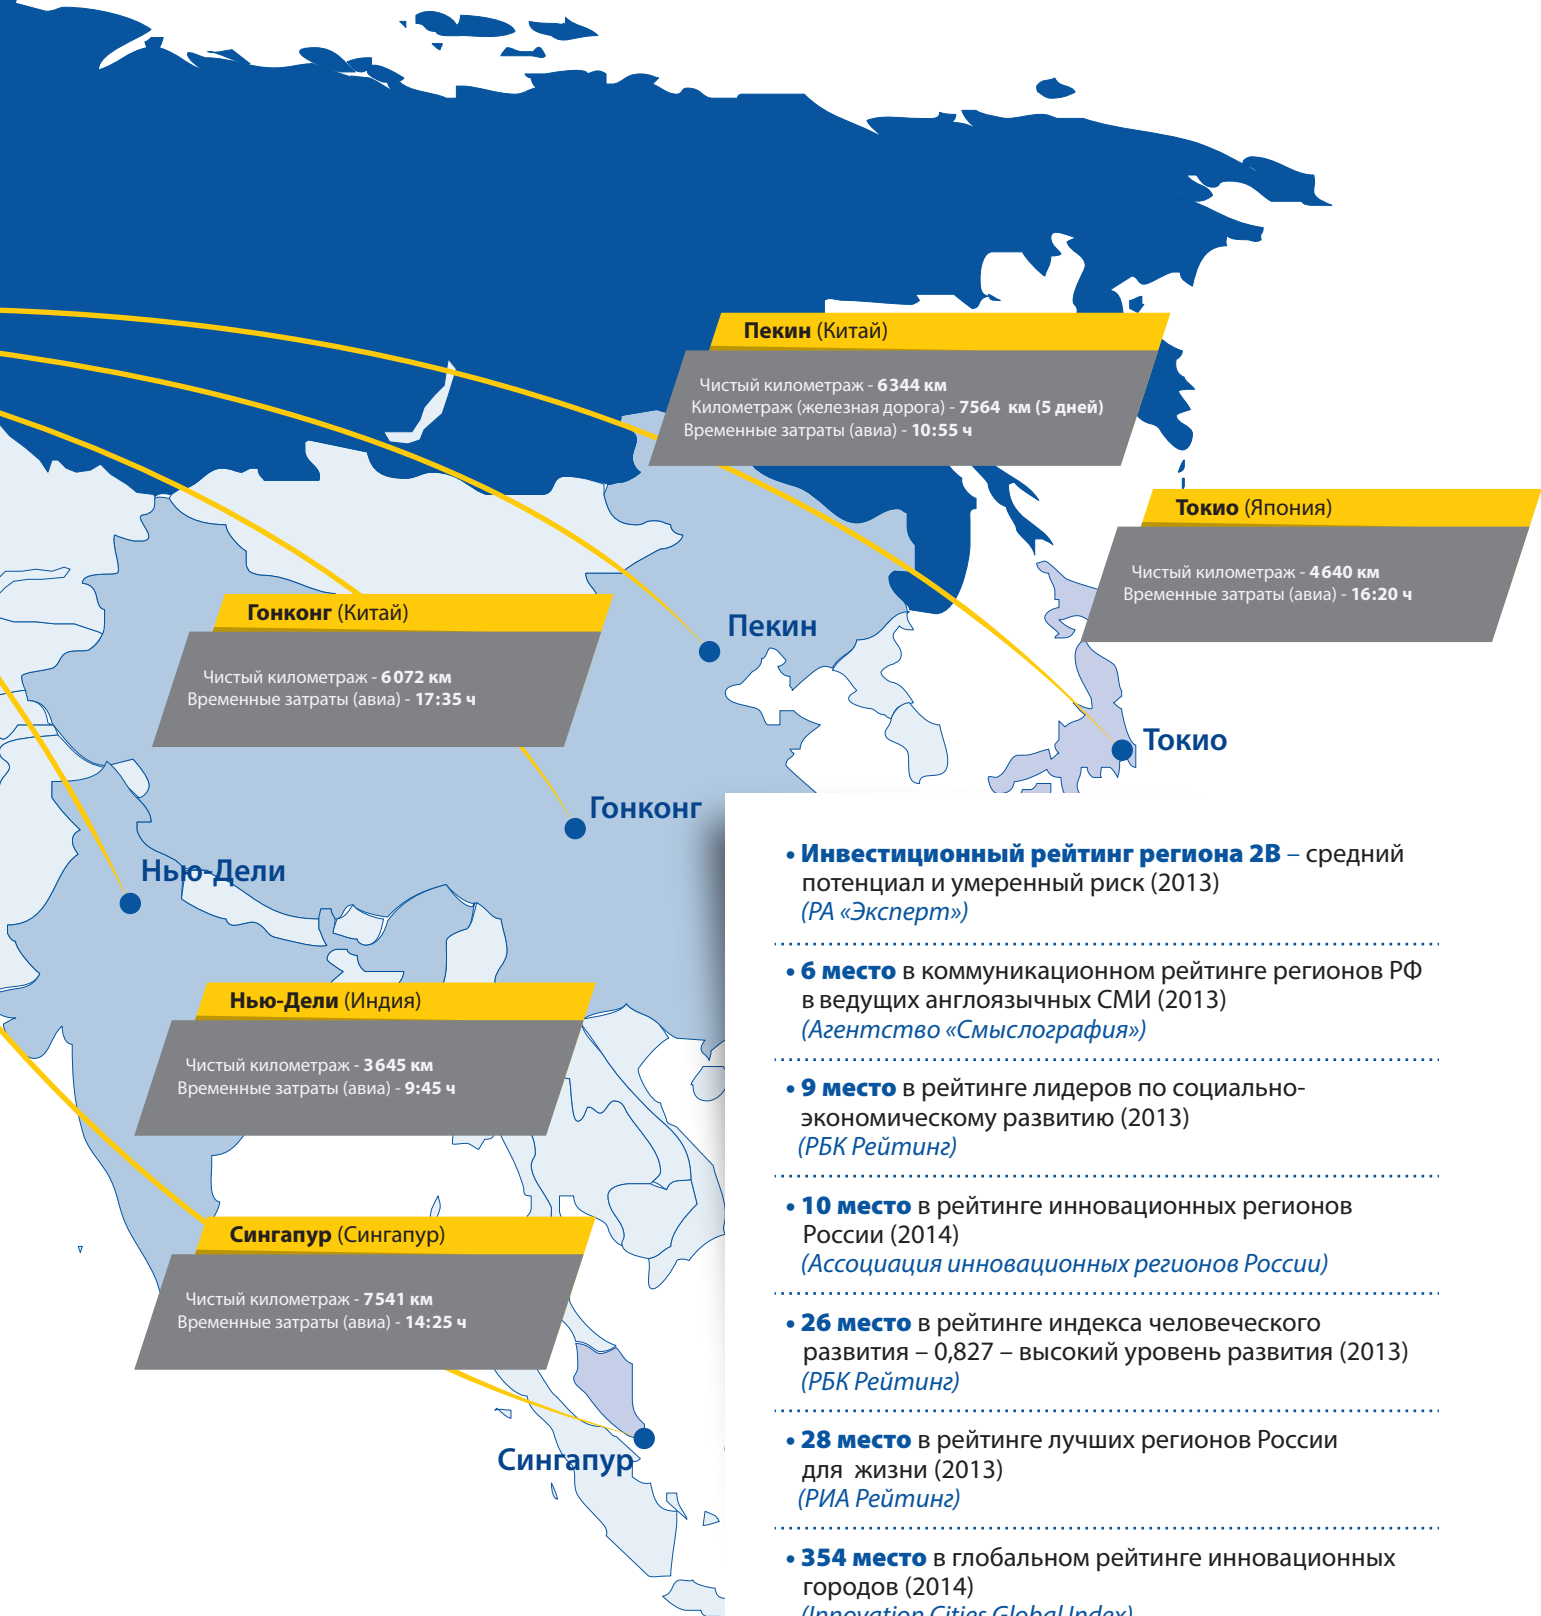 Пекин (Китай)
Чистый километраж - 6344 км
Километраж (железная дорога) - 7564 км (5 дней)
Временные затраты (авиа) - 10:55 ч
Токио (Япония)
Чистый километраж - 4640 км
Временные затраты (авиа) - 16:20 ч
Гонконг (Китай)
Чистый километраж - 6072 км
Временные затраты (авиа) - 17:35 ч
Пекин
Токио
Гонконг
Нью-Дели
Нью-Дели (Индия)
Чистый километраж - 3645 км
Временные затраты (авиа) - 9:45 ч
Сингапур (Сингапур)
Чистый километраж - 7541 км
Временные затраты (авиа) - 14:25 ч
Сингапур
• Инвестиционный рейтинг региона 2В – средний
потенциал и умеренный риск (2013)
(РА «Эксперт»)
• 6 место в коммуникационном рейтинге регионов РФ
в ведущих англоязычных СМИ (2013)
(Агентство «Смыслография»)
• 9 место в рейтинге лидеров по социально-
экономическому развитию (2013)
(РБК Рейтинг)
• 10 место в рейтинге инновационных регионов
России (2014)
(Ассоциация инновационных регионов России)
• 26 место в рейтинге индекса человеческого
развития – 0,827 – высокий уровень развития (2013)
(РБК Рейтинг)
• 28 место в рейтинге лучших регионов России
для жизни (2013)
(РИА Рейтинг)
• 354 место в глобальном рейтинге инновационных
городов (2014)
(Innovation Cities Global Index)